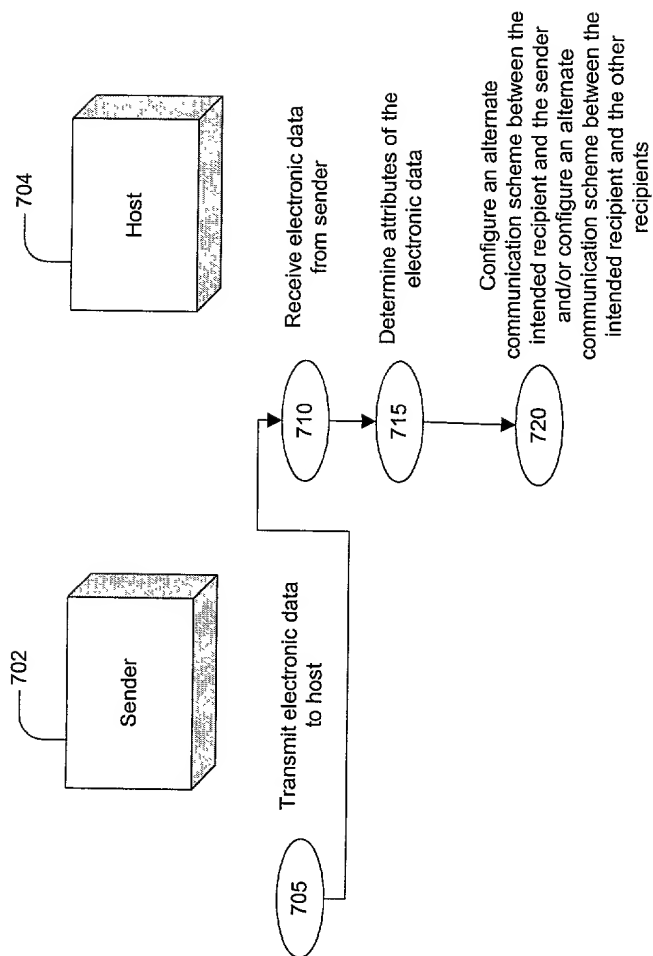 702
Sender
704
Host
705
Transmit electronic data
to host
710
Receive electronic data
from sender
715
Determine attributes of the
electronic data
720
Configure an alternate
communication scheme between the
intended recipient and the sender
and/or configure an alternate
communication scheme between the
intended recipient and the other
recipients